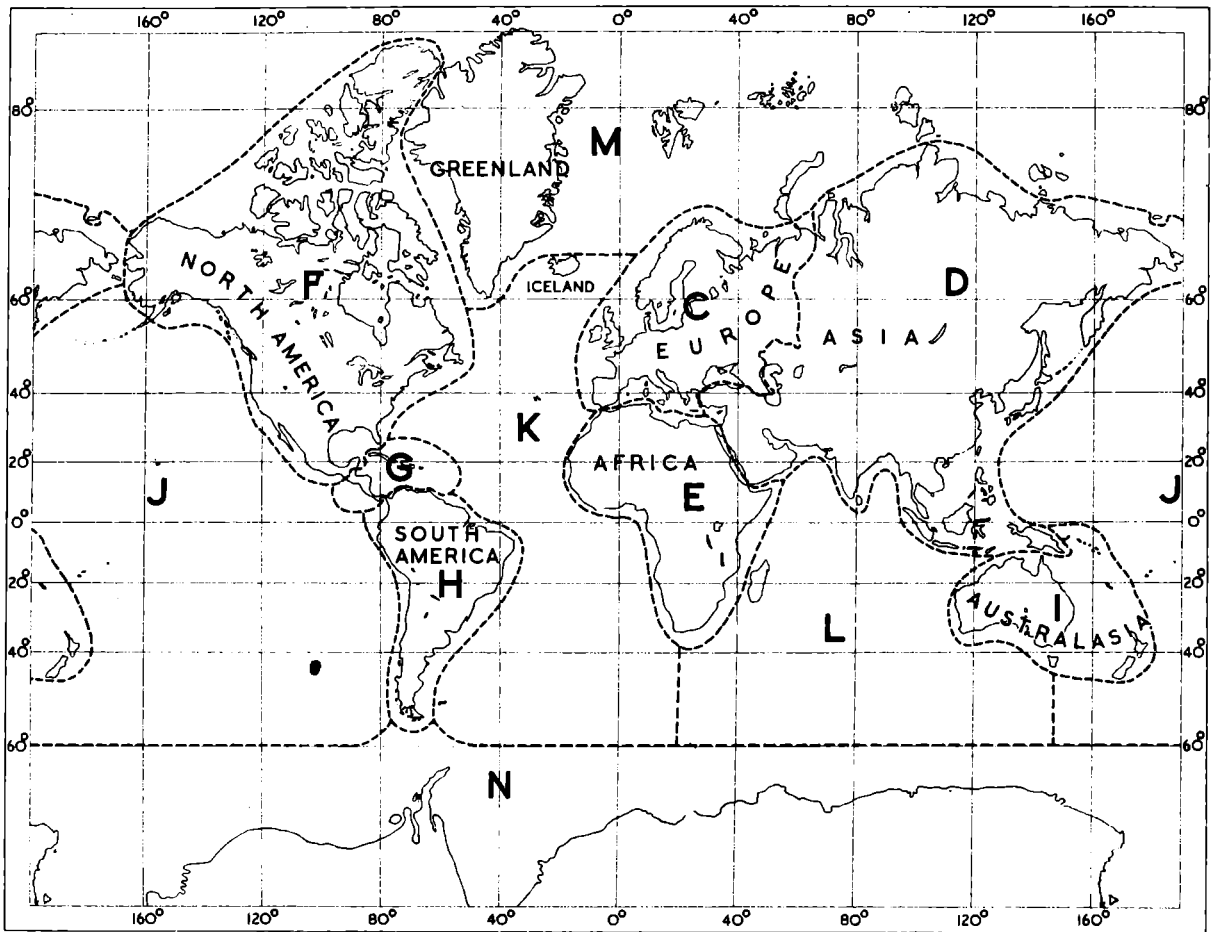 160° 120° 80° 40° 0° 40° 80° 120° 160°
80° 80°
M
GREENLAND
NORTH AMERICA
F
ICELAND
C
EUROPE
D
ASIA
60° 60°
40° 40°
K
20° 20°
G
AFRICA
E
J J
0° 0°
SOUTH
AMERICA
H
20° 20°
L
I
AUSTRALASIA
40° 40°
60° 60°
N
160° 120° 80° 40° 0° 40° 80° 120° 160°